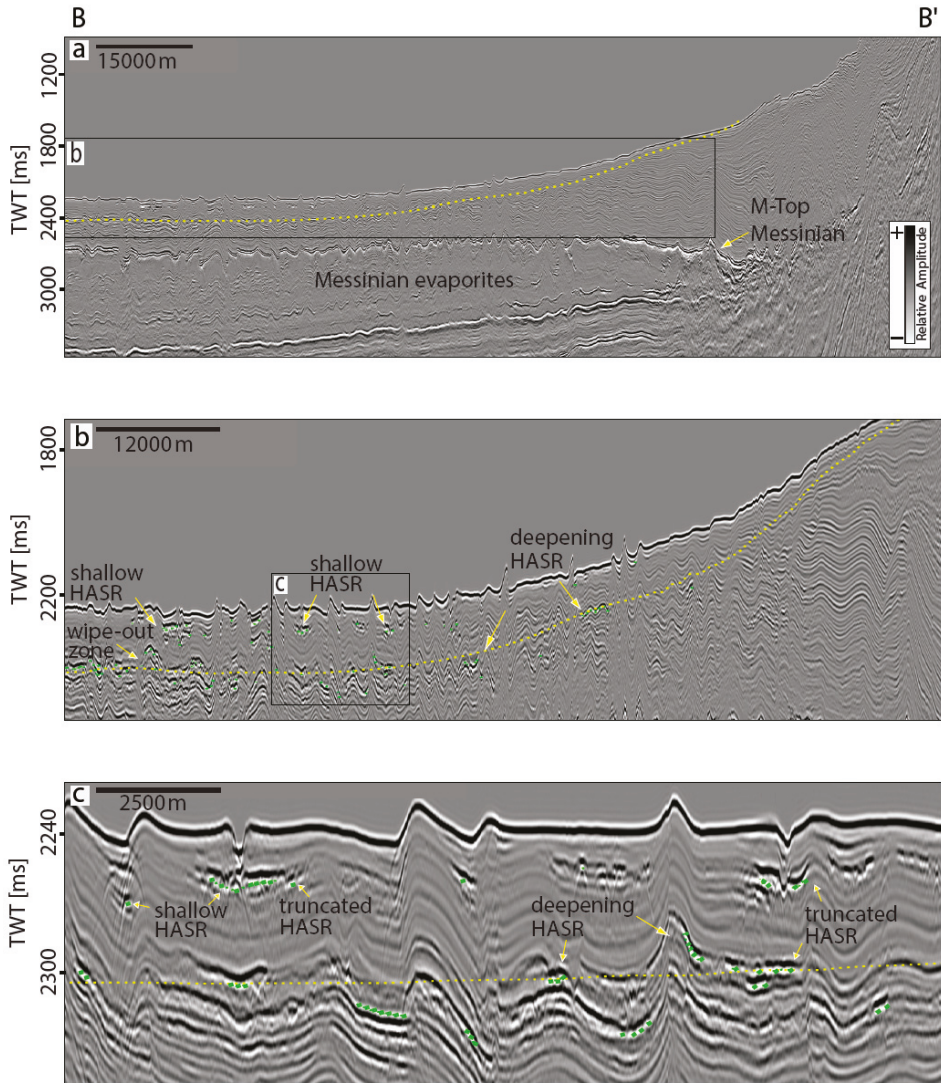 B B'
a
15000m
1200
1800
2400
3000
TWT [ms]
b
M-Top
Messinian
Messinian evaporites
+
Relative Amplitude
b
12000m
1800
2200
TWT [ms]
deepening
HASR
shallow
HASR
shallow
HASR
c
wipe-out
zone
c
2500m
2240
2300
TWT [ms]
shallow
HASR
truncated
HASR
deepening
HASR
truncated
HASR